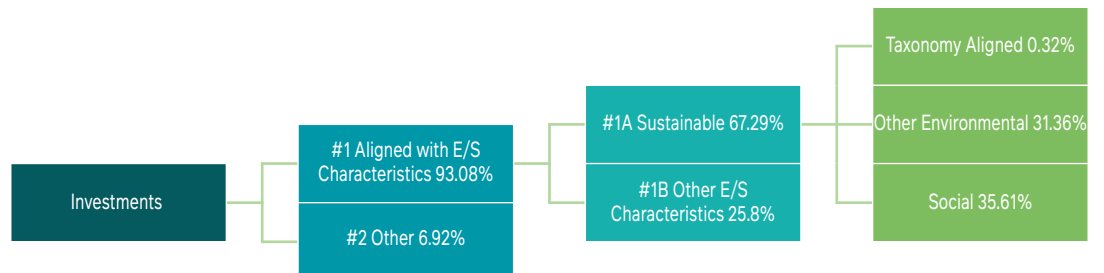 Investments
#1 Aligned with E/S
Characteristics 93.08%
#2 Other 6.92%
#1A Sustainable 67.29%
#1B Other E/S
Characteristics 25.8%
Taxonomy Aligned 0.32%
Other Environmental 31.36%
Social 35.61%